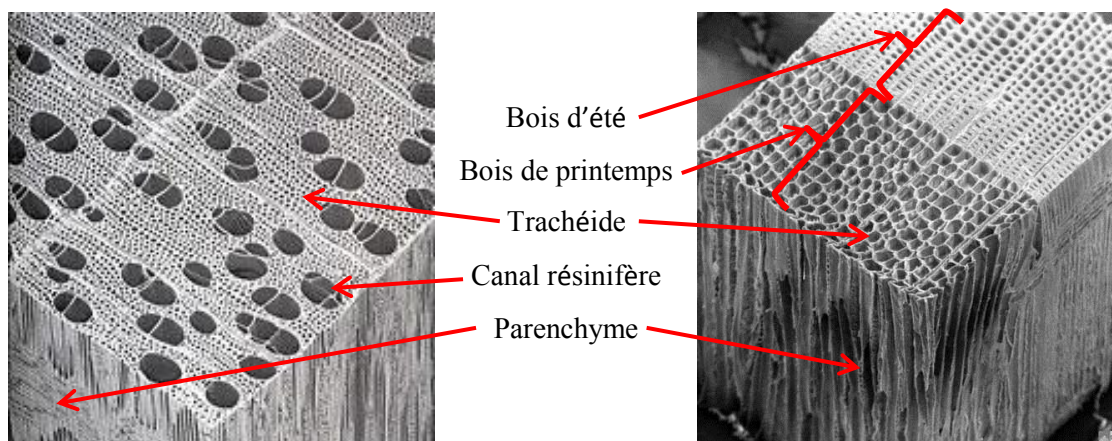 Bois d'été
Bois de printemps
Trachéide
Canal résinifère
Parenchyme